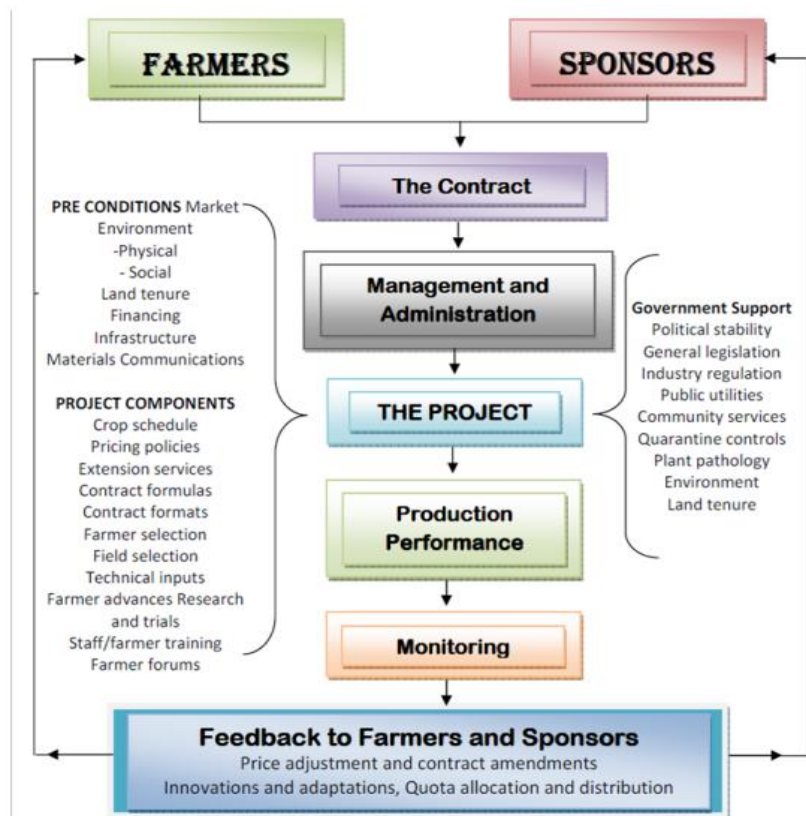 FARMERS
SPONSORS
The Contract
PRE CONDITIONS Market
Environment
-Physical
- Social
Land tenure
Financing
Infrastructure
Materials Communications
PROJECT COMPONENTS
Crop schedule
Pricing policies
Extension services
Contract formulas
Contract formats
Farmer selection
Field selection
Technical inputs
Farmer advances Research
and trials
Staff/farmer training
Farmer forums
Management and
Administration
THE PROJECT
Production
Performance
Monitoring
Government Support
Political stability
General legislation
Industry regulation
Public utilities
Community services
Quarantine controls
Plant pathology
Environment
Land tenure
Feedback to Farmers and Sponsors
Price adjustment and contract amendments
Innovations and adaptations, Quota allocation and distribution